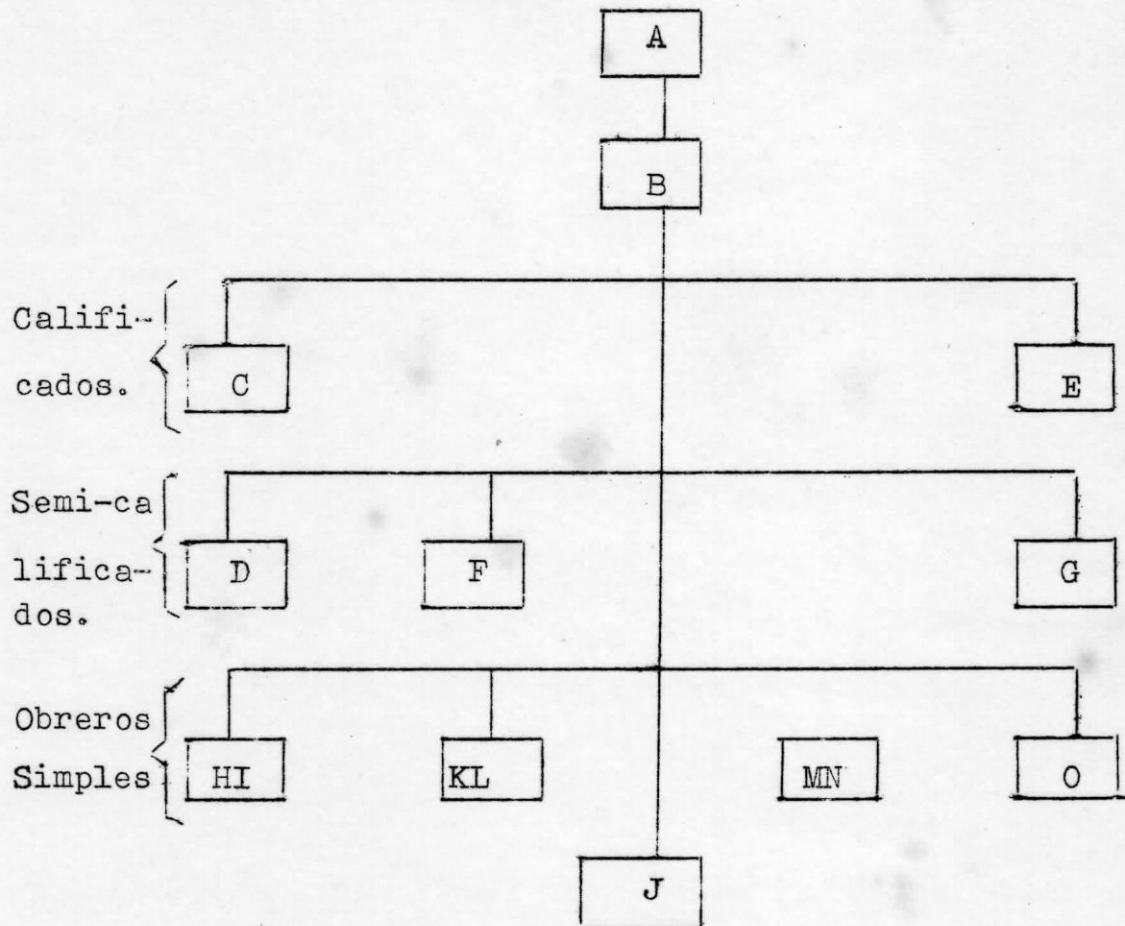 A
B
Califi-
cados.
C
E
Semi-ca
lifica-
dos.
D
F
G
Obreros
Simples
HI
KL
MN
O
J